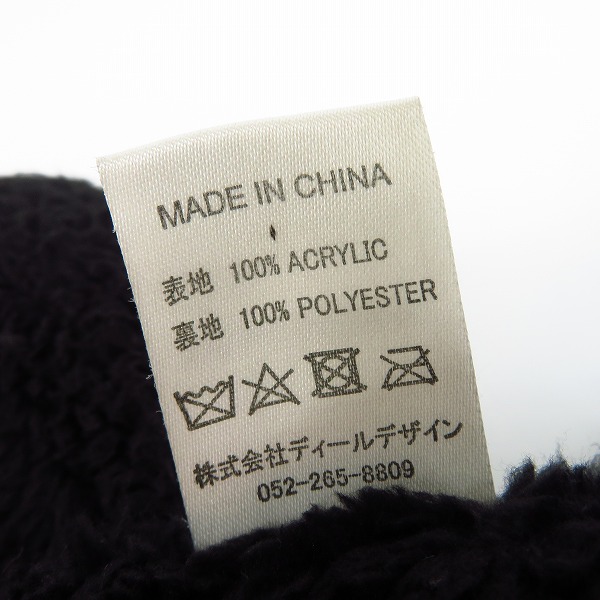 MADE IN CHINA
表地 100% ACRYLIC
裏地 100% POLYESTER
株式会社ディールデザイン
052-265-8809